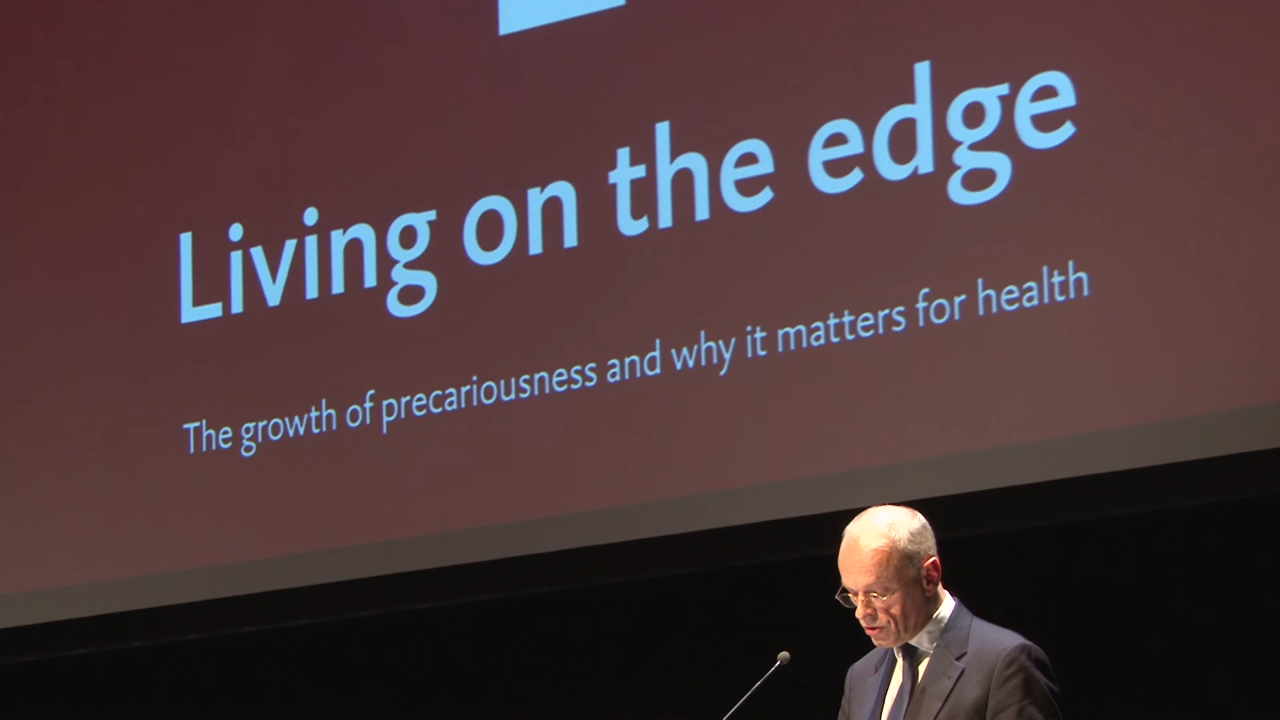 Living on the edge
The growth of precariousness and why it matters for health